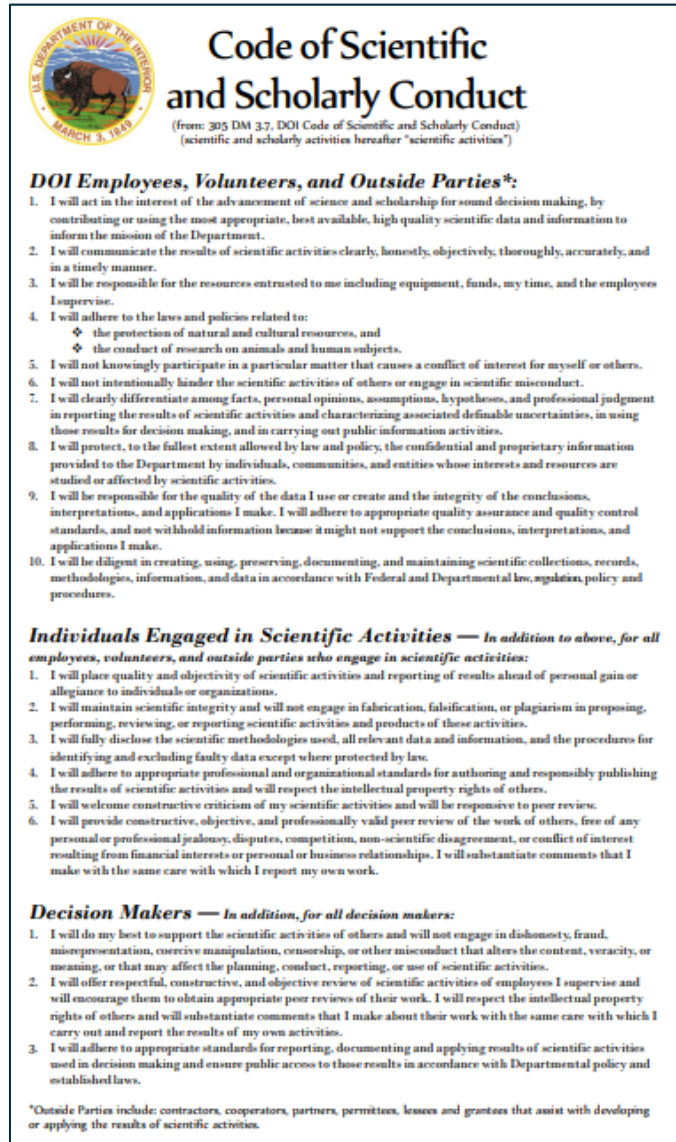 U.S. DEPARTMENT OF THE INTERIOR
MARCH 3, 1849
Code of Scientific
and Scholarly Conduct
(from: 305 DM 3.7, DOI Code of Scientific and Scholarly Conduct)
(scientific and scholarly activities hereafter "scientific activities")
DOI Employees, Volunteers, and Outside Parties*:
1. I will act in the interest of the advancement of science and scholarship for sound decision making, by
contributing or using the most appropriate, best available, high quality scientific data and information to
inform the mission of the Department.
2. I will communicate the results of scientific activities clearly, honestly, objectively, thoroughly, accurately, and
in a timely manner.
3. I will be responsible for the resources entrusted to me including equipment, funds, my time, and the employees
I supervise.
4. I will adhere to the laws and policies related to:
❖ the protection of natural and cultural resources, and
❖ the conduct of research on animals and human subjects.
5. I will not knowingly participate in a particular matter that causes a conflict of interest for myself or others.
6. I will not intentionally hinder the scientific activities of others or engage in scientific misconduct.
7. I will clearly differentiate among facts, personal opinions, assumptions, hypotheses, and professional judgment
in reporting the results of scientific activities and characterizing associated definable uncertainties, in using
those results for decision making, and in carrying out public information activities.
8. I will protect, to the fullest extent allowed by law and policy, the confidential and proprietary information
provided to the Department by individuals, communities, and entities whose interests and resources are
studied or affected by scientific activities.
9. I will be responsible for the quality of the data I use or create and the integrity of the conclusions,
interpretations, and applications I make. I will adhere to appropriate quality assurance and quality control
standards, and not withhold information because it might not support the conclusions, interpretations, and
applications I make.
10. I will be diligent in creating, using, preserving, documenting, and maintaining scientific collections, records,
methodologies, information, and data in accordance with Federal and Departmental law, regulation, policy and
procedures.
Individuals Engaged in Scientific Activities — In addition to above, for all
employees, volunteers, and outside parties who engage in scientific activities:
1. I will place quality and objectivity of scientific activities and reporting of results ahead of personal gain or
allegiance to individuals or organizations.
2. I will maintain scientific integrity and will not engage in fabrication, falsification, or plagiarism in proposing,
performing, reviewing, or reporting scientific activities and products of these activities.
3. I will fully disclose the scientific methodologies used, all relevant data and information, and the procedures for
identifying and excluding faulty data except where protected by law.
4. I will adhere to appropriate professional and organizational standards for authoring and responsibly publishing
the results of scientific activities and will respect the intellectual property rights of others.
5. I will welcome constructive criticism of my scientific activities and will be responsive to peer review.
6. I will provide constructive, objective, and professionally valid peer review of the work of others, free of any
personal or professional jealousy, disputes, competition, non-scientific disagreement, or conflict of interest
resulting from financial interests or personal or business relationships. I will substantiate comments that I
make with the same care with which I report my own work.
Decision Makers — In addition, for all decision makers:
1. I will do my best to support the scientific activities of others and will not engage in dishonesty, fraud,
misrepresentation, coercive manipulation, censorship, or other misconduct that alters the content, veracity, or
meaning, or that may affect the planning, conduct, reporting, or use of scientific activities.
2. I will offer respectful, constructive, and objective review of scientific activities of employees I supervise and
will encourage them to obtain appropriate peer reviews of their work. I will respect the intellectual property
rights of others and will substantiate comments that I make about their work with the same care with which I
carry out and report the results of my own activities.
3. I will adhere to appropriate standards for reporting, documenting and applying results of scientific activities
used in decision making and ensure public access to those results in accordance with Departmental policy and
established laws.
*Outside Parties include: contractors, cooperators, partners, permittees, lessees and grantees that assist with developing
or applying the results of scientific activities.